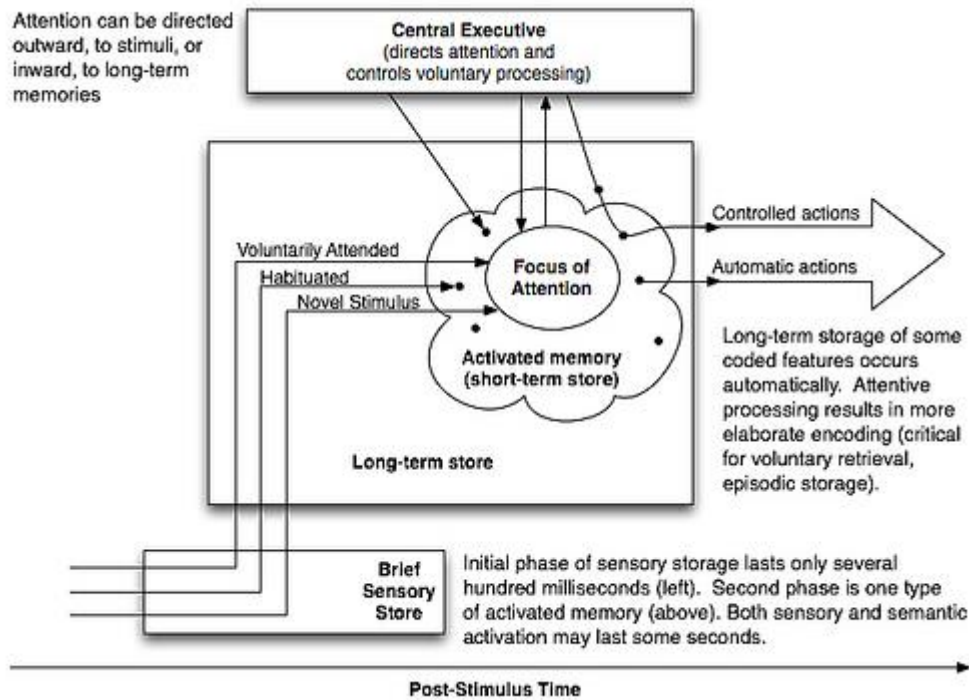 Attention can be directed
outward, to stimuli, or
inward, to long-term
memories
Central Executive
(directs attention and
controls voluntary processing)
Controlled actions
Voluntarily Attended
Habituated
Novel Stimulus
Focus of
Attention
Automatic actions
Activated memory
(short-term store)
Long-term store
Long-term storage of some
coded features occurs
automatically. Attentive
processing results in more
elaborate encoding (critical
for voluntary retrieval,
episodic storage).
Brief
Sensory
Store
Initial phase of sensory storage lasts only several
hundred milliseconds (left). Second phase is one type
of activated memory (above). Both sensory and semantic
activation may last some seconds.
Post-Stimulus Time